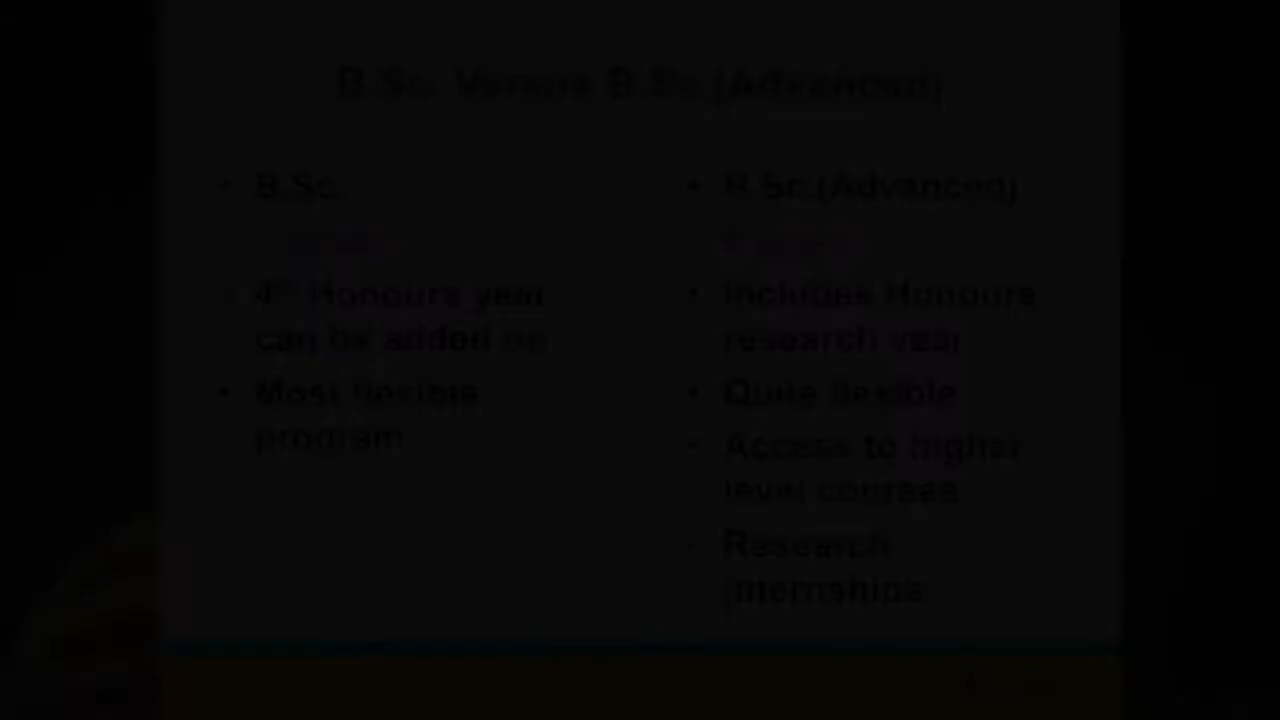 B.Sc. Versus B.Sc.(Advanced)
• B.Sc.
• 4th Honours year
can be added on
• Most flexible
program
• B.Sc.(Advanced)
• Includes Honours
research year
• Quite flexible
• Access to higher
level courses
• Research
internships